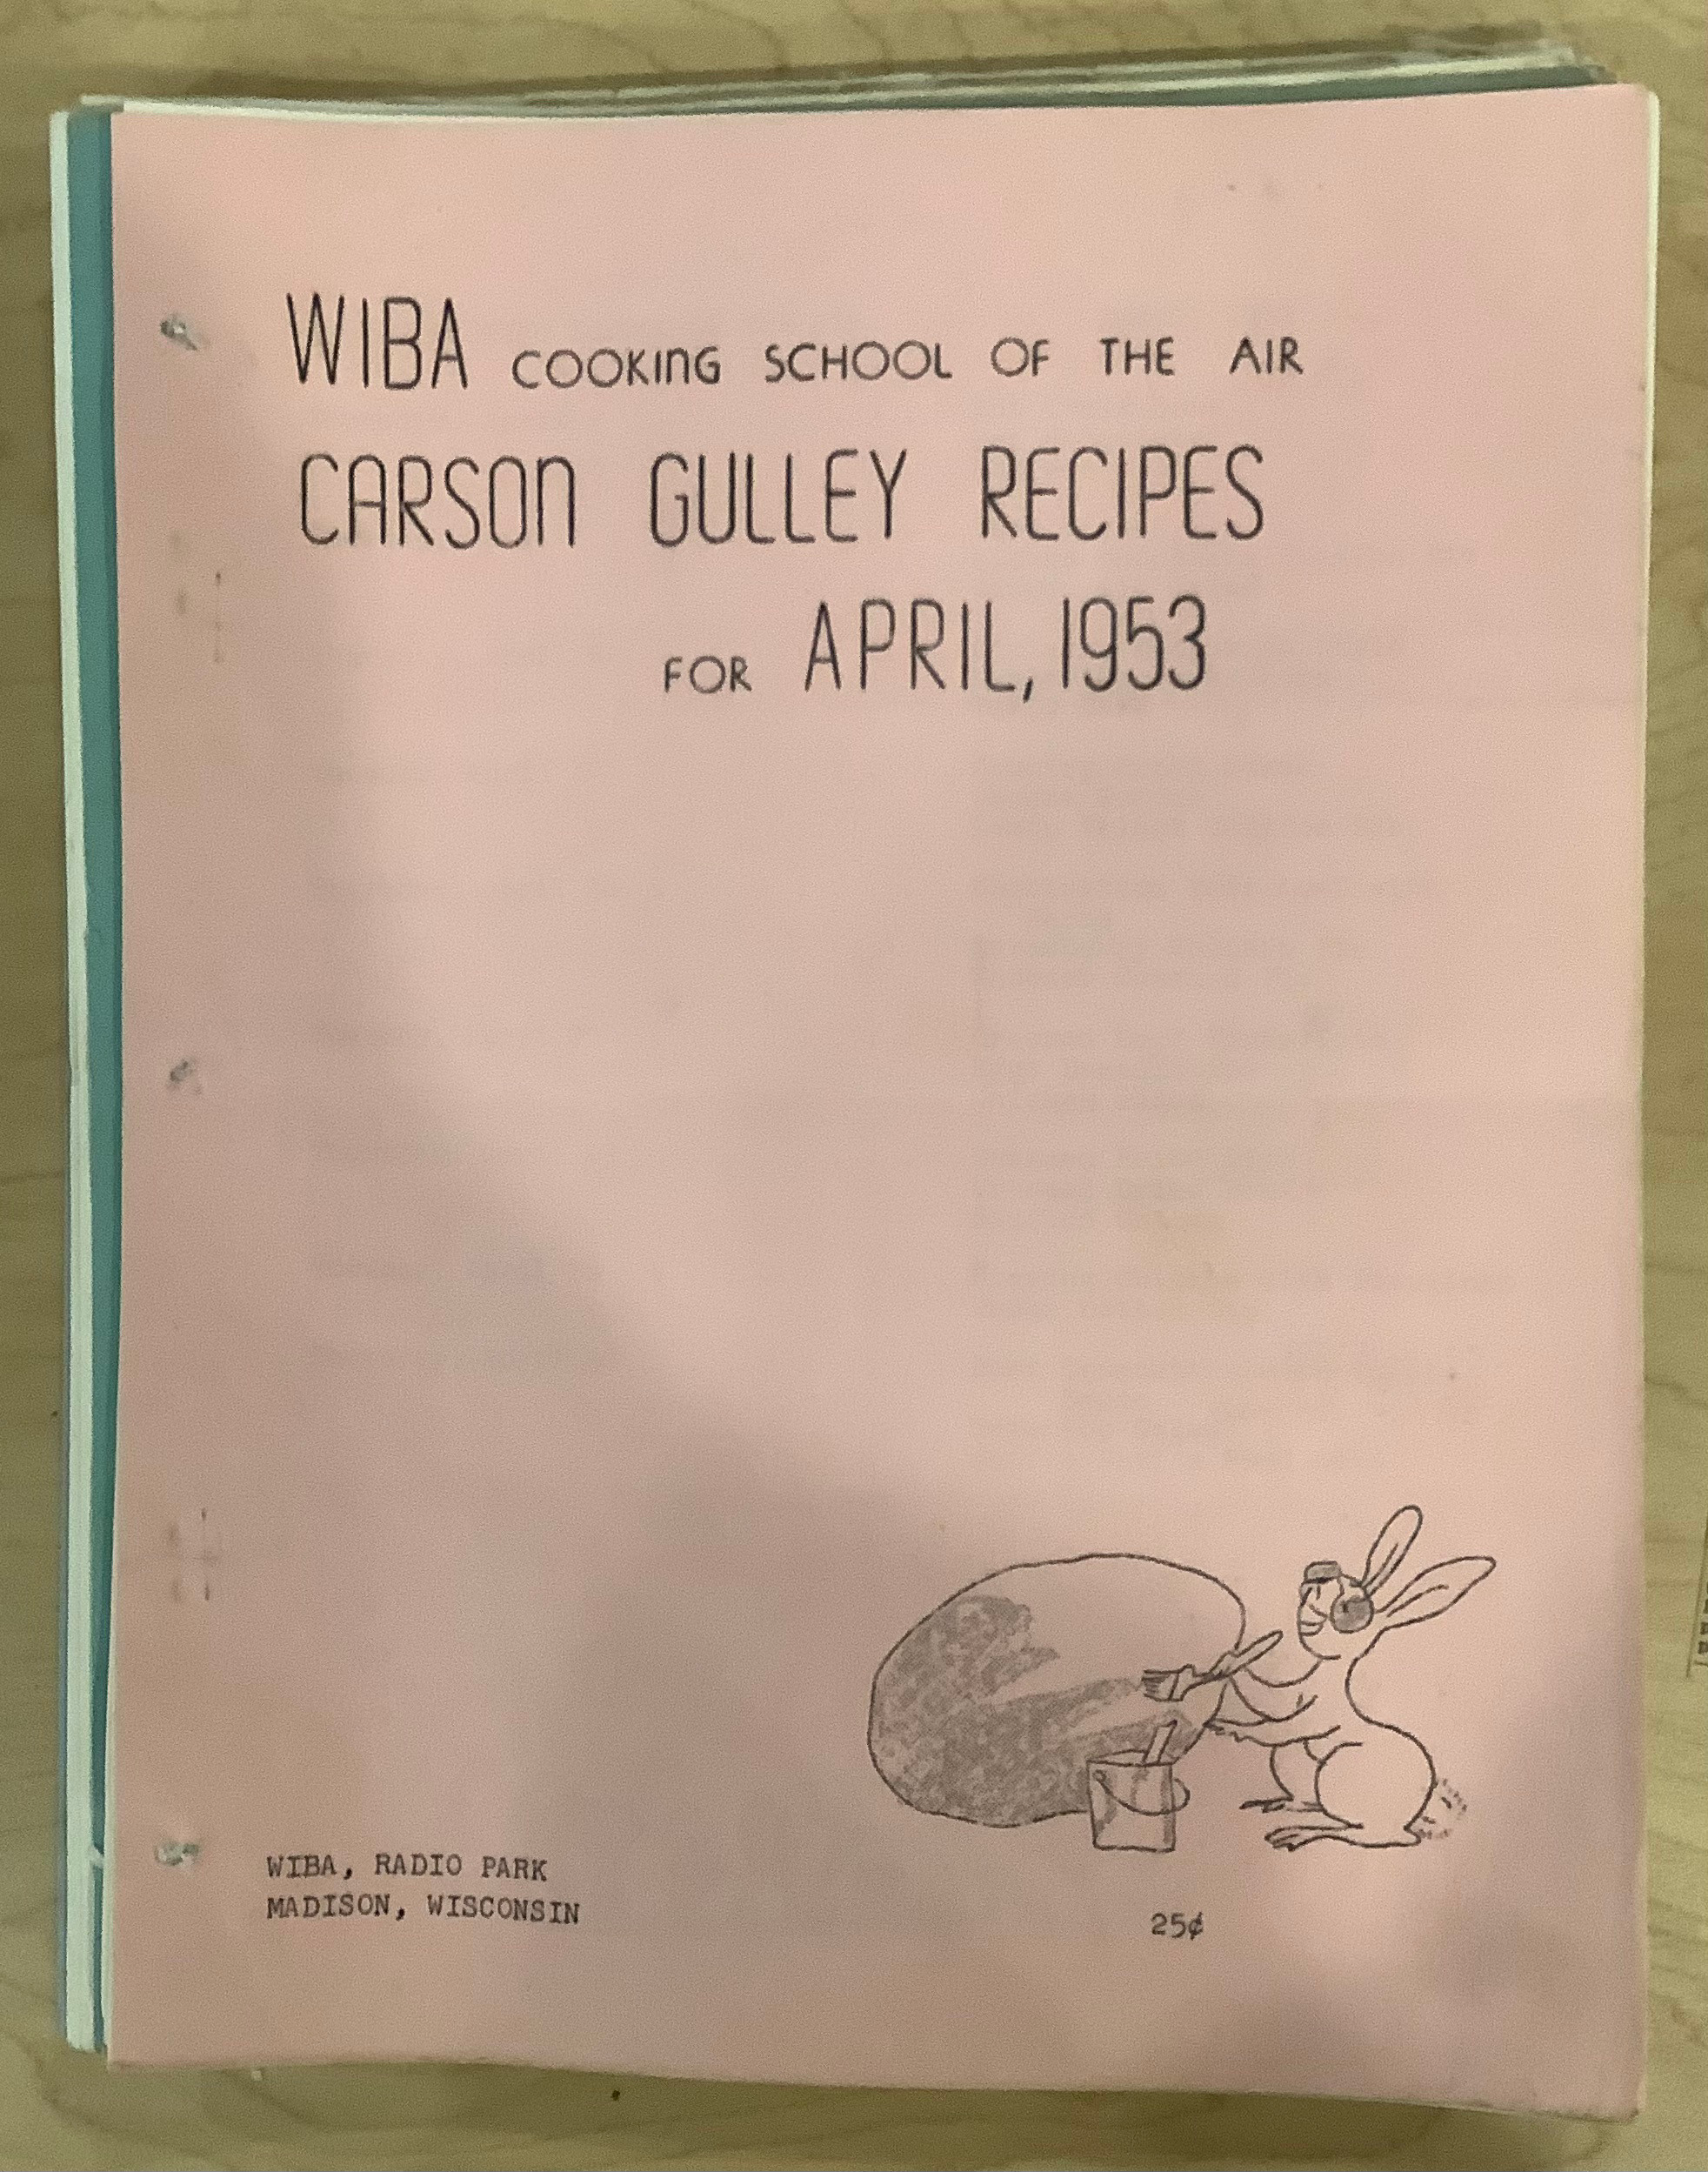 WIBA COOKING SCHOOL OF THE AIR
CARSON GULLEY RECIPES
FOR APRIL, 1953
WIBA, RADIO PARK
MADISON, WISCONSIN
25¢